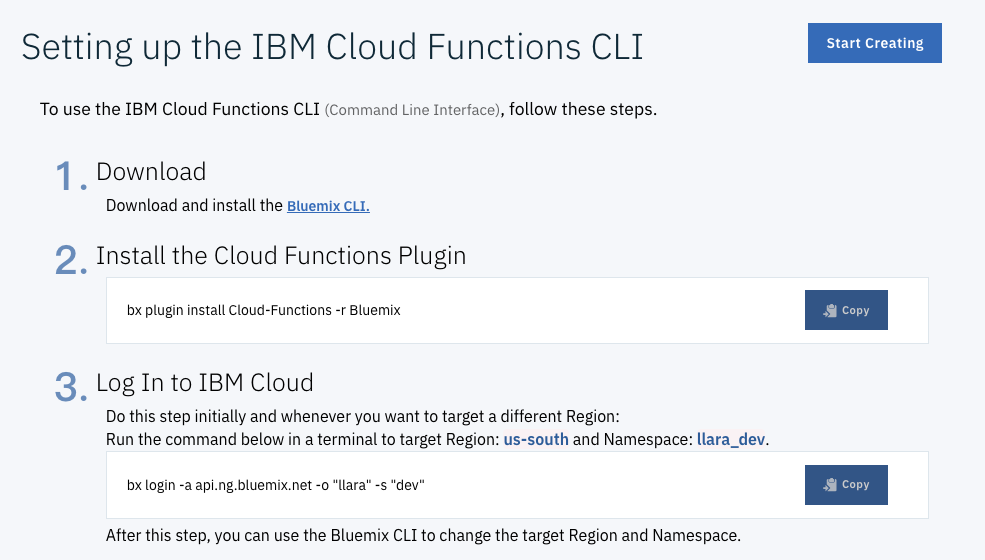 Setting up the IBM Cloud Functions CLI
Start Creating
To use the IBM Cloud Functions CLI (Command Line Interface), follow these steps.
1. Download
Download and install the Bluemix CLI.
2. Install the Cloud Functions Plugin
bx plugin install Cloud-Functions -r Bluemix
Copy
3. Log In to IBM Cloud
Do this step initially and whenever you want to target a different Region:
Run the command below in a terminal to target Region: us-south and Namespace: llara_dev.
bx login -a api.ng.bluemix.net -o "llara" -s "dev"
Copy
After this step, you can use the Bluemix CLI to change the target Region and Namespace.